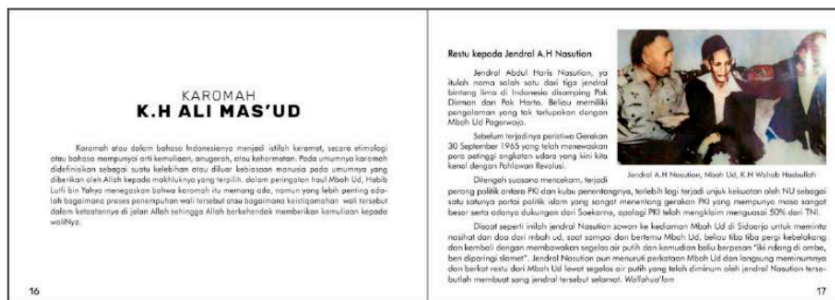 KAROMAH
K.H ALI MAS'UD
Karomah atau dalam bahasa Indonesianya menjadi istilah keramat, secara etimologi
atau bahasa mempunyai arti kemuliaan, anugerah, atau kehormatan. Pada umumnya karomah
didefinisikan sebagai suatu kelebihan atau diluar kebiasaan manusia pada umumnya yang
diberikan oleh Allah kepada makhluknya yang terpilih. dalam peringatan haul Mbah Ud, Habib
Lutfi bin Yahya menegaskan bahwa karomah itu memang ada, namun yang lebih penting ada-
lah bagaimana proses penempuhan wali tersebut atau bagaimana keistiqomahan wali tersebut
dalam ketaatannya di jalan Allah sehingga Allah berkehendak memberikan kemuliaan kepada
waliNya.
16
Restu kepada Jendral A.H Nasution
Jendral Abdul Haris Nasution, ya
itulah nama salah satu dari tiga jendral
bintang lima di Indonesia disamping Pak
Dirman dan Pak Harto. Beliau memiliki
pengalaman yang tak terlupakan dengan
Mbah Ud Pagerwojo.
Sebelum terjadinya peristiwa Gerakan
30 September 1965 yang telah menewaskan
para petinggi angkatan udara yang kini kita
kenal dengan Pahlawan Revolusi.
Jendral A.H Nasution, Mbah Ud, K.H Wahab Hasbullah
Ditengah suasana mencekam, terjadi
perang politik antara PKI dan kubu penentangnya, terlebih lagi terjadi unjuk kekuatan oleh NU sebagai
satu satunya partai politik islam yang sangat menentang gerakan PKI yang mempunya masa sangat
besar serta adanya dukungan dari Soekarno, apalagi PKI telah mengklaim menguasai 50% dari TNI.
Disaat seperti inilah jendral Nasution sowan ke kediaman Mbah Ud di Sidoarjo untuk meminta
nasihat dan doa dari mbah ud, saat sampai dan bertemu Mbah Ud, beliau tiba tiba pergi kebelakang
dan kembali dengan membawakan segelas air putih dan kemudian beliu berpesan "iki ndang di ombe,
ben diparingi slamet". Jendral Nasution pun menuruti perkataan Mbah Ud dan langsung meminumnya
dan berkat restu dari Mbah Ud lewat segelas air putih yang telah diminum oleh jendral Nasution terse-
butlah membuat sang jendral tersebut selamat. Wallahua'lam
17